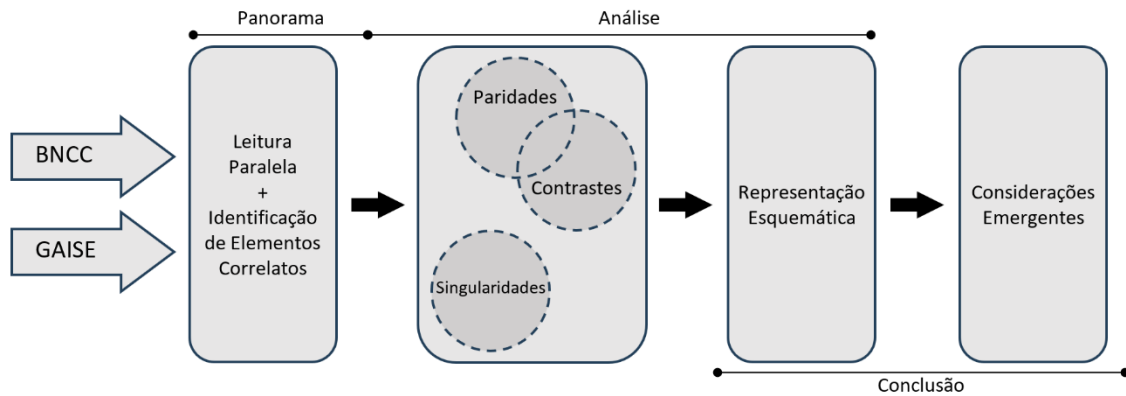 Panorama
Análise
BNCC
GAISE
Leitura
Paralela
+
Identificação
de Elementos
Correlatos
Paridades
Contrastes
Singularidades
Representação
Esquemática
Considerações
Emergentes
Conclusão